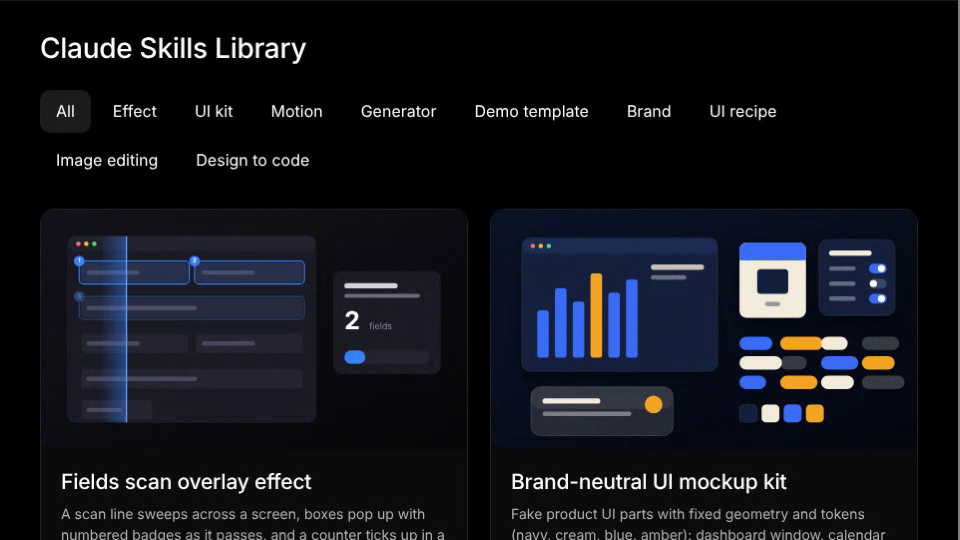 Claude Skills Library
All Effect UI kit Motion Generator Demo template Brand UI recipe
Image editing Design to code
1
2
3
2 fields
Fields scan overlay effect
A scan line sweeps across a screen, boxes pop up with
numbered badges as it passes, and a counter ticks up in a
Brand-neutral UI mockup kit
Fake product UI parts with fixed geometry and tokens
(navy, cream, blue, amber): dashboard window, calendar